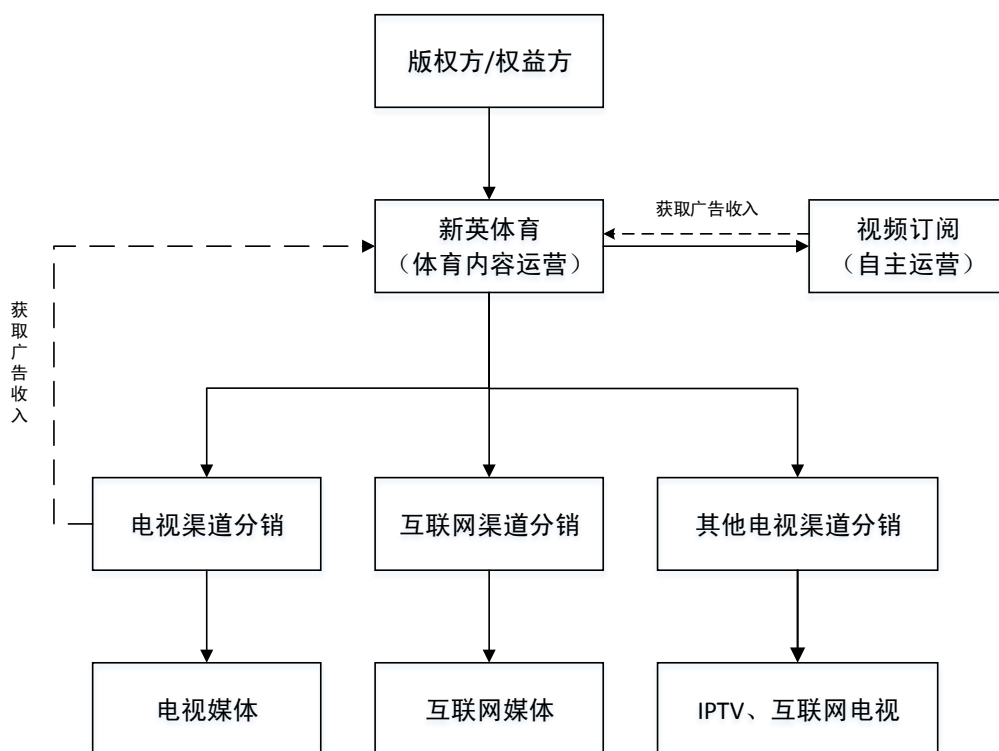 版权方/权益方
新英体育
（体育内容运营）
获取广告收入
视频订阅
（自主运营）
获取广告收入
电视渠道分销
互联网渠道分销
其他电视渠道分销
电视媒体
互联网媒体
IPTV、互联网电视